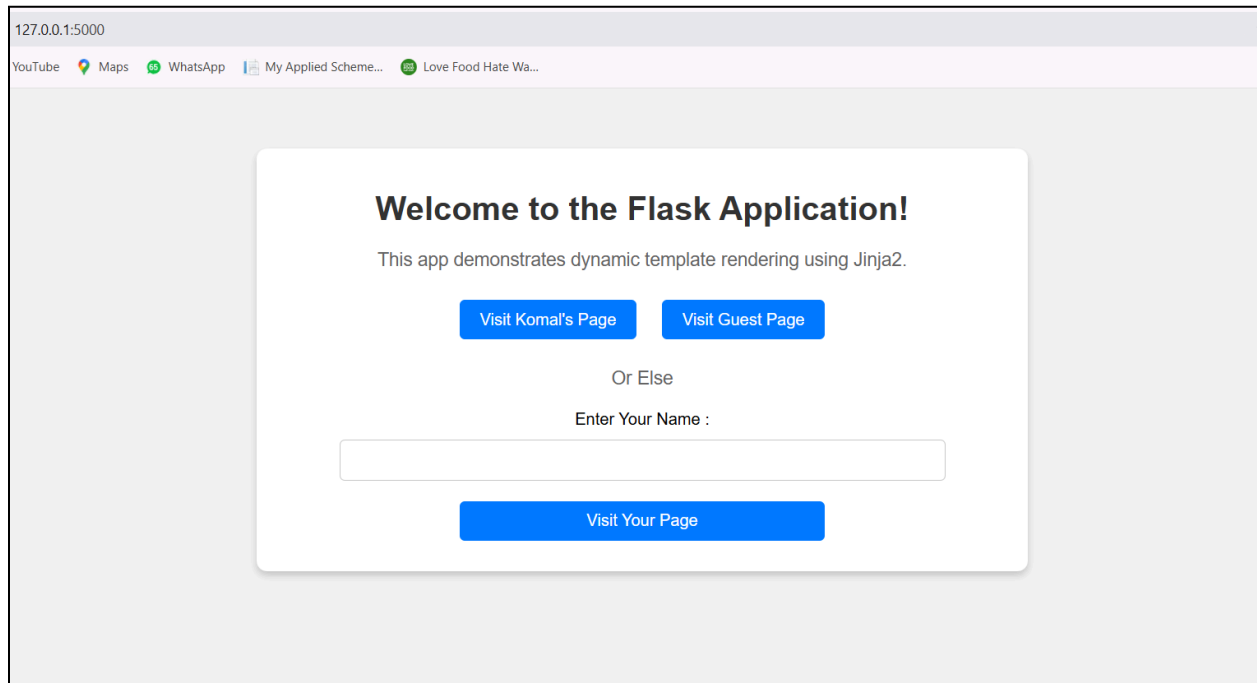 127.0.0.1:5000
YouTube Maps 65 WhatsApp My Applied Scheme... Love Food Hate Wa...
Welcome to the Flask Application!
This app demonstrates dynamic template rendering using Jinja2.
Visit Komal's Page Visit Guest Page
Or Else
Enter Your Name :
Visit Your Page